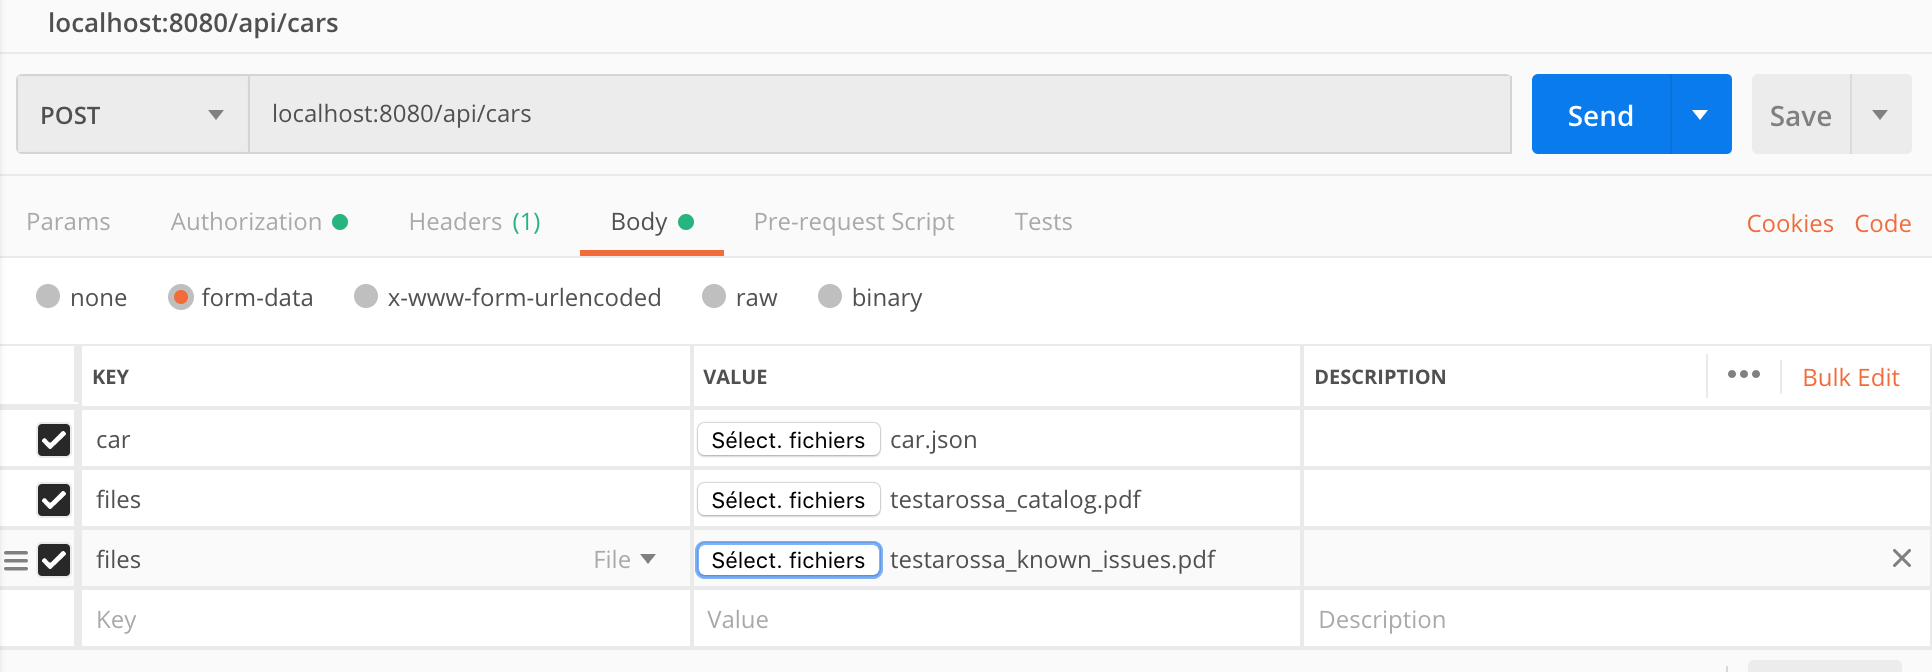 localhost:8080/api/cars
POST localhost:8080/api/cars Send Save
Params Authorization Headers (1) Body Pre-request Script Tests Cookies Code
none form-data x-www-form-urlencoded raw binary
KEY VALUE DESCRIPTION ••• Bulk Edit
car Sélect. fichiers car.json
files Sélect. fichiers testarossa_catalog.pdf
files File Sélect. fichiers testarossa_known_issues.pdf
Key Value Description